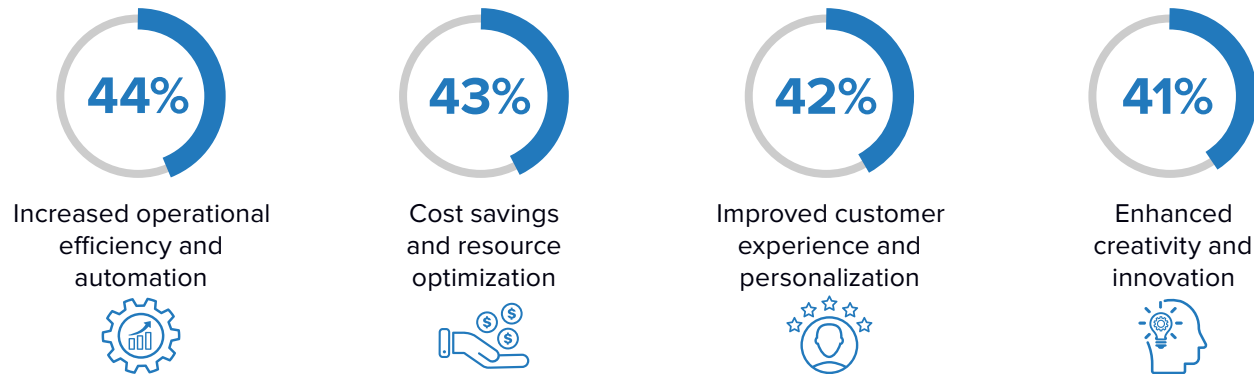 44%
Increased operational
efficiency and
automation
43%
Cost savings
and resource
optimization
$
$
$
42%
Improved customer
experience and
personalization
41%
Enhanced
creativity and
innovation